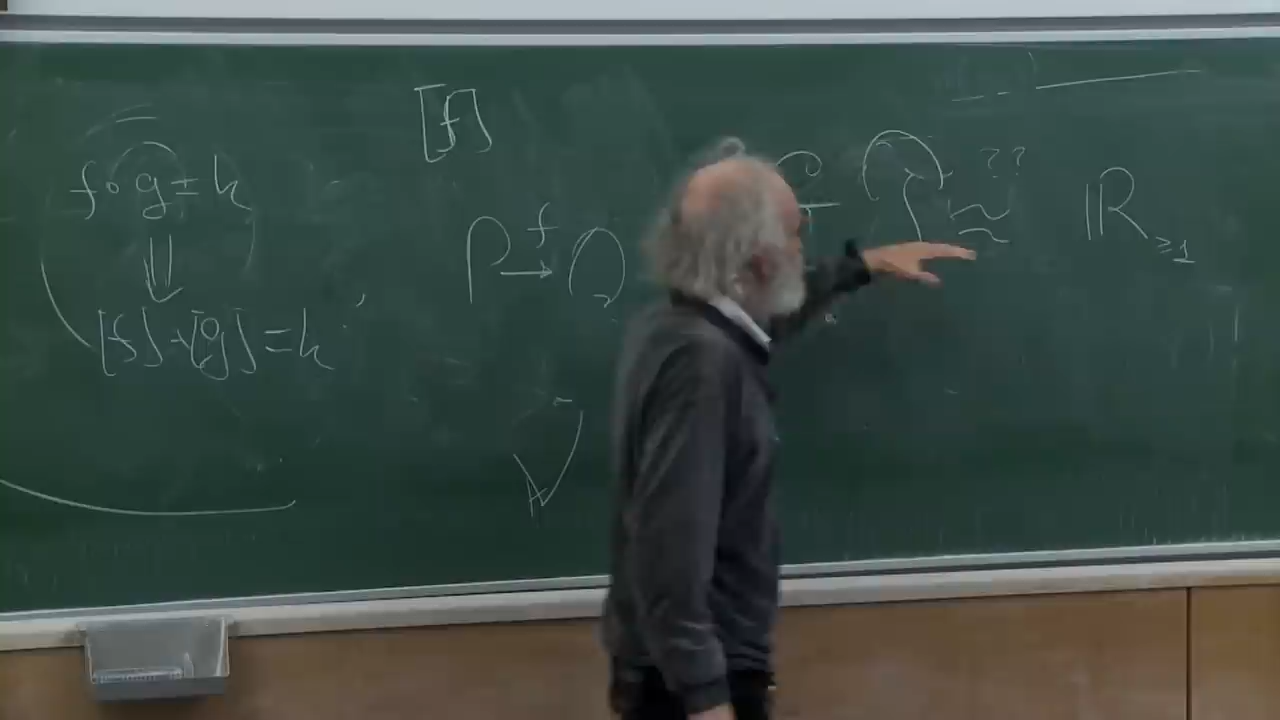 [f]
f∘g = h
⇓
[f]·[g] = h
P →f Q
??
≈ ℝ≥1